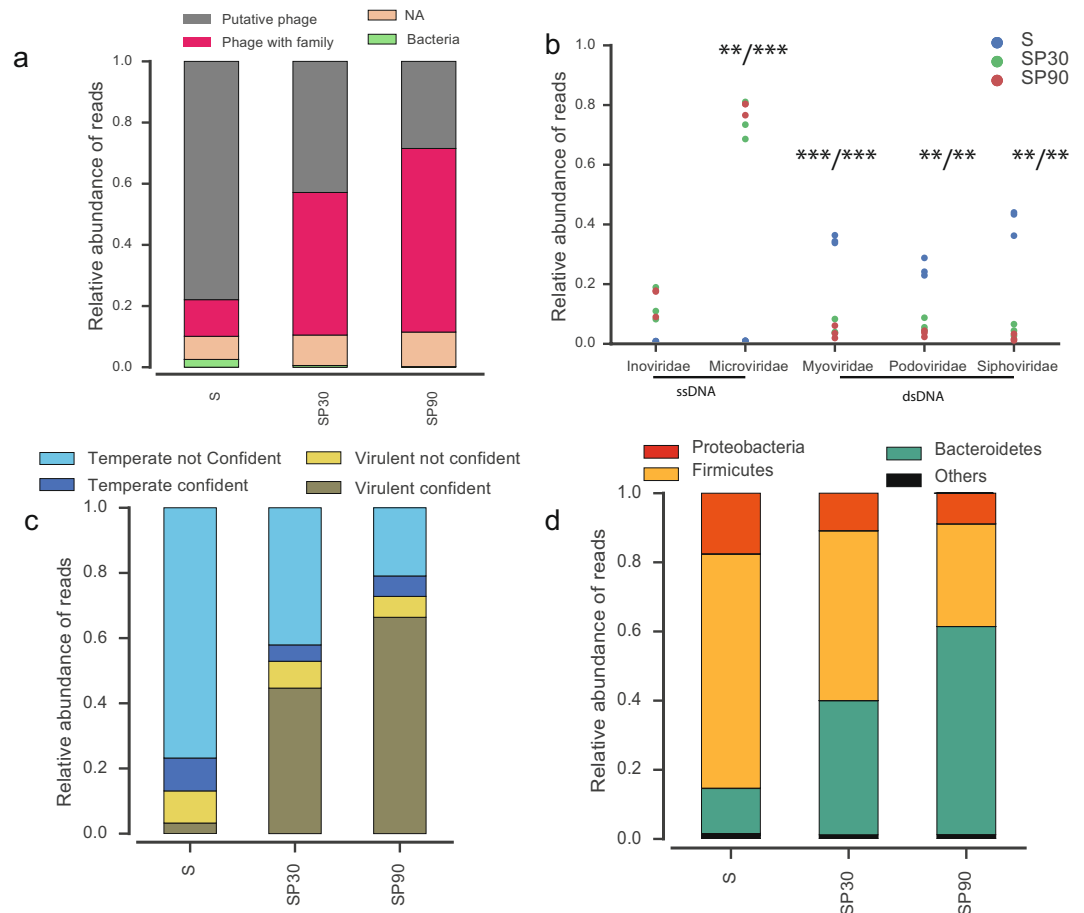 a
Putative phage
NA
Phage with family
Bacteria
Relative abundance of reads
1.0
0.8
0.6
0.4
0.2
0.0
S
SP30
SP90
b
Relative abundance of reads
1.0
0.8
0.6
0.4
0.2
0.0
**/***
***/***
**/**
**/**
S
SP30
SP90
Inoviridae
Microviridae
Myoviridae
Podoviridae
Siphoviridae
ssDNA
dsDNA
Temperate not Confident
Virulent not confident
Temperate confident
Virulent confident
c
Relative abundance of reads
1.0
0.8
0.6
0.4
0.2
0.0
S
SP30
SP90
Proteobacteria
Bacteroidetes
Firmicutes
Others
d
Relative abundance of reads
1.0
0.8
0.6
0.4
0.2
0.0
S
SP30
SP90